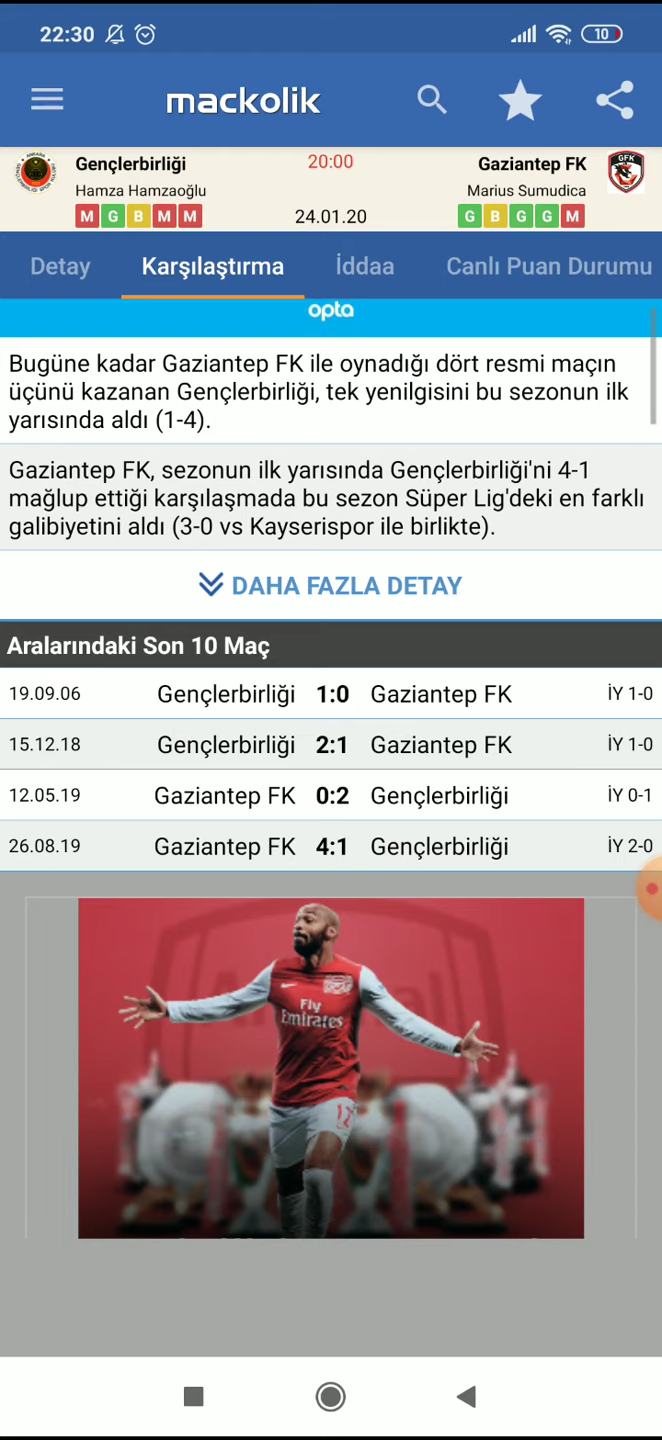 22:30
10
mackolik
Gençlerbirliği 20:00 Gaziantep FK
Hamza Hamzaoğlu Marius Sumudica
M G B M M 24.01.20 G B G G M
Detay Karşılaştırma İddaa Canlı Puan Durumu
opta
Bugüne kadar Gaziantep FK ile oynadığı dört resmi maçın
üçünü kazanan Gençlerbirliği, tek yenilgisini bu sezonun ilk
yarısında aldı (1-4).
Gaziantep FK, sezonun ilk yarısında Gençlerbirliği'ni 4-1
mağlup ettiği karşılaşmada bu sezon Süper Lig'deki en farklı
galibiyetini aldı (3-0 vs Kayserispor ile birlikte).
DAHA FAZLA DETAY
Aralarındaki Son 10 Maç
19.09.06 Gençlerbirliği 1:0 Gaziantep FK İY 1-0
15.12.18 Gençlerbirliği 2:1 Gaziantep FK İY 1-0
12.05.19 Gaziantep FK 0:2 Gençlerbirliği İY 0-1
26.08.19 Gaziantep FK 4:1 Gençlerbirliği İY 2-0
Fly
Emirates
12